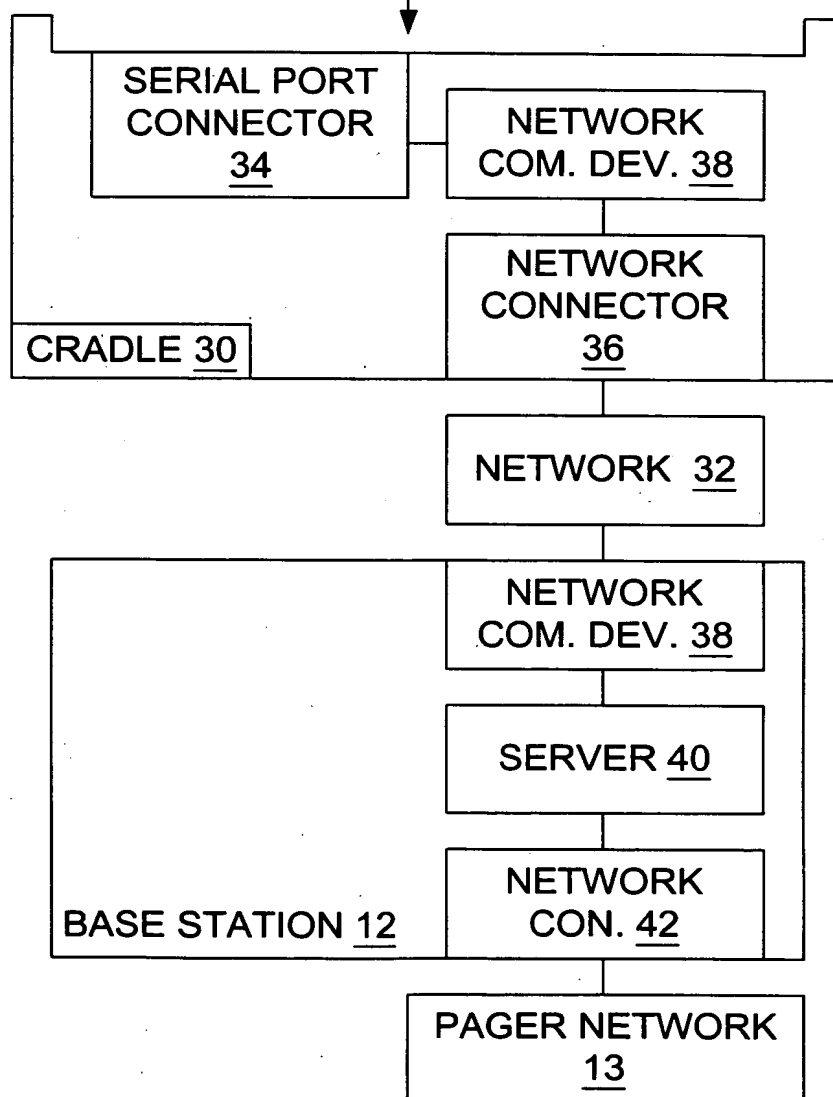 SERIAL PORT
CONNECTOR
34
NETWORK
COM. DEV. 38
NETWORK
CONNECTOR
36
CRADLE 30
NETWORK 32
NETWORK
COM. DEV. 38
SERVER 40
NETWORK
CON. 42
BASE STATION 12
PAGER NETWORK
13